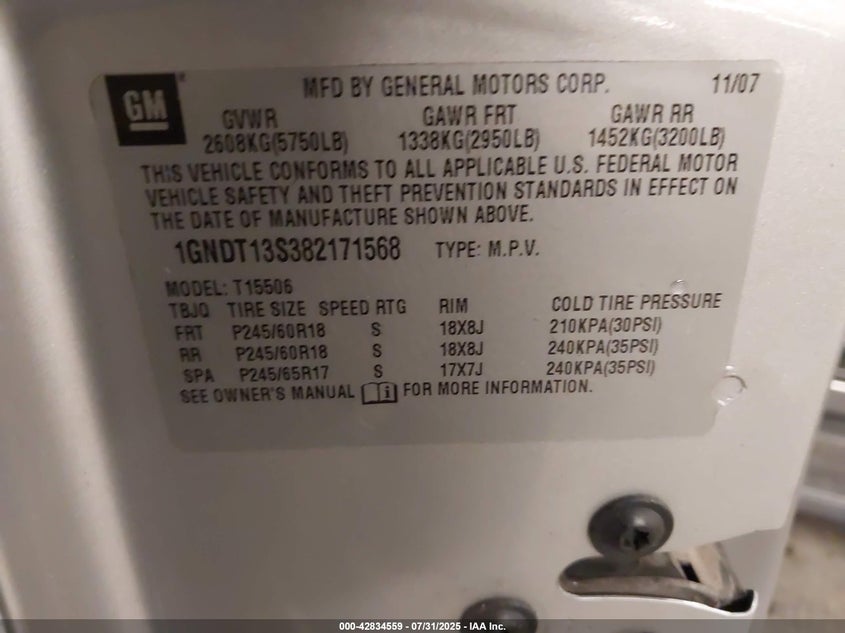 GM
MFD BY GENERAL MOTORS CORP. 11/07
GVWR GAWR FRT GAWR RR
2608KG(5750LB) 1338KG(2950LB) 1452KG(3200LB)
THIS VEHICLE CONFORMS TO ALL APPLICABLE U.S. FEDERAL MOTOR
VEHICLE SAFETY AND THEFT PREVENTION STANDARDS IN EFFECT ON
THE DATE OF MANUFACTURE SHOWN ABOVE.
1GNDT13S382171568 TYPE: M.P.V.
MODEL: T15506
TBJQ TIRE SIZE SPEED RTG RIM COLD TIRE PRESSURE
FRT P245/60R18 S 18X8J 210KPA(30PSI)
RR P245/60R18 S 18X8J 240KPA(35PSI)
SPA P245/65R17 S 17X7J 240KPA(35PSI)
SEE OWNER'S MANUAL i FOR MORE INFORMATION.
000-42834559 - 07/31/2025 - IAA Inc.